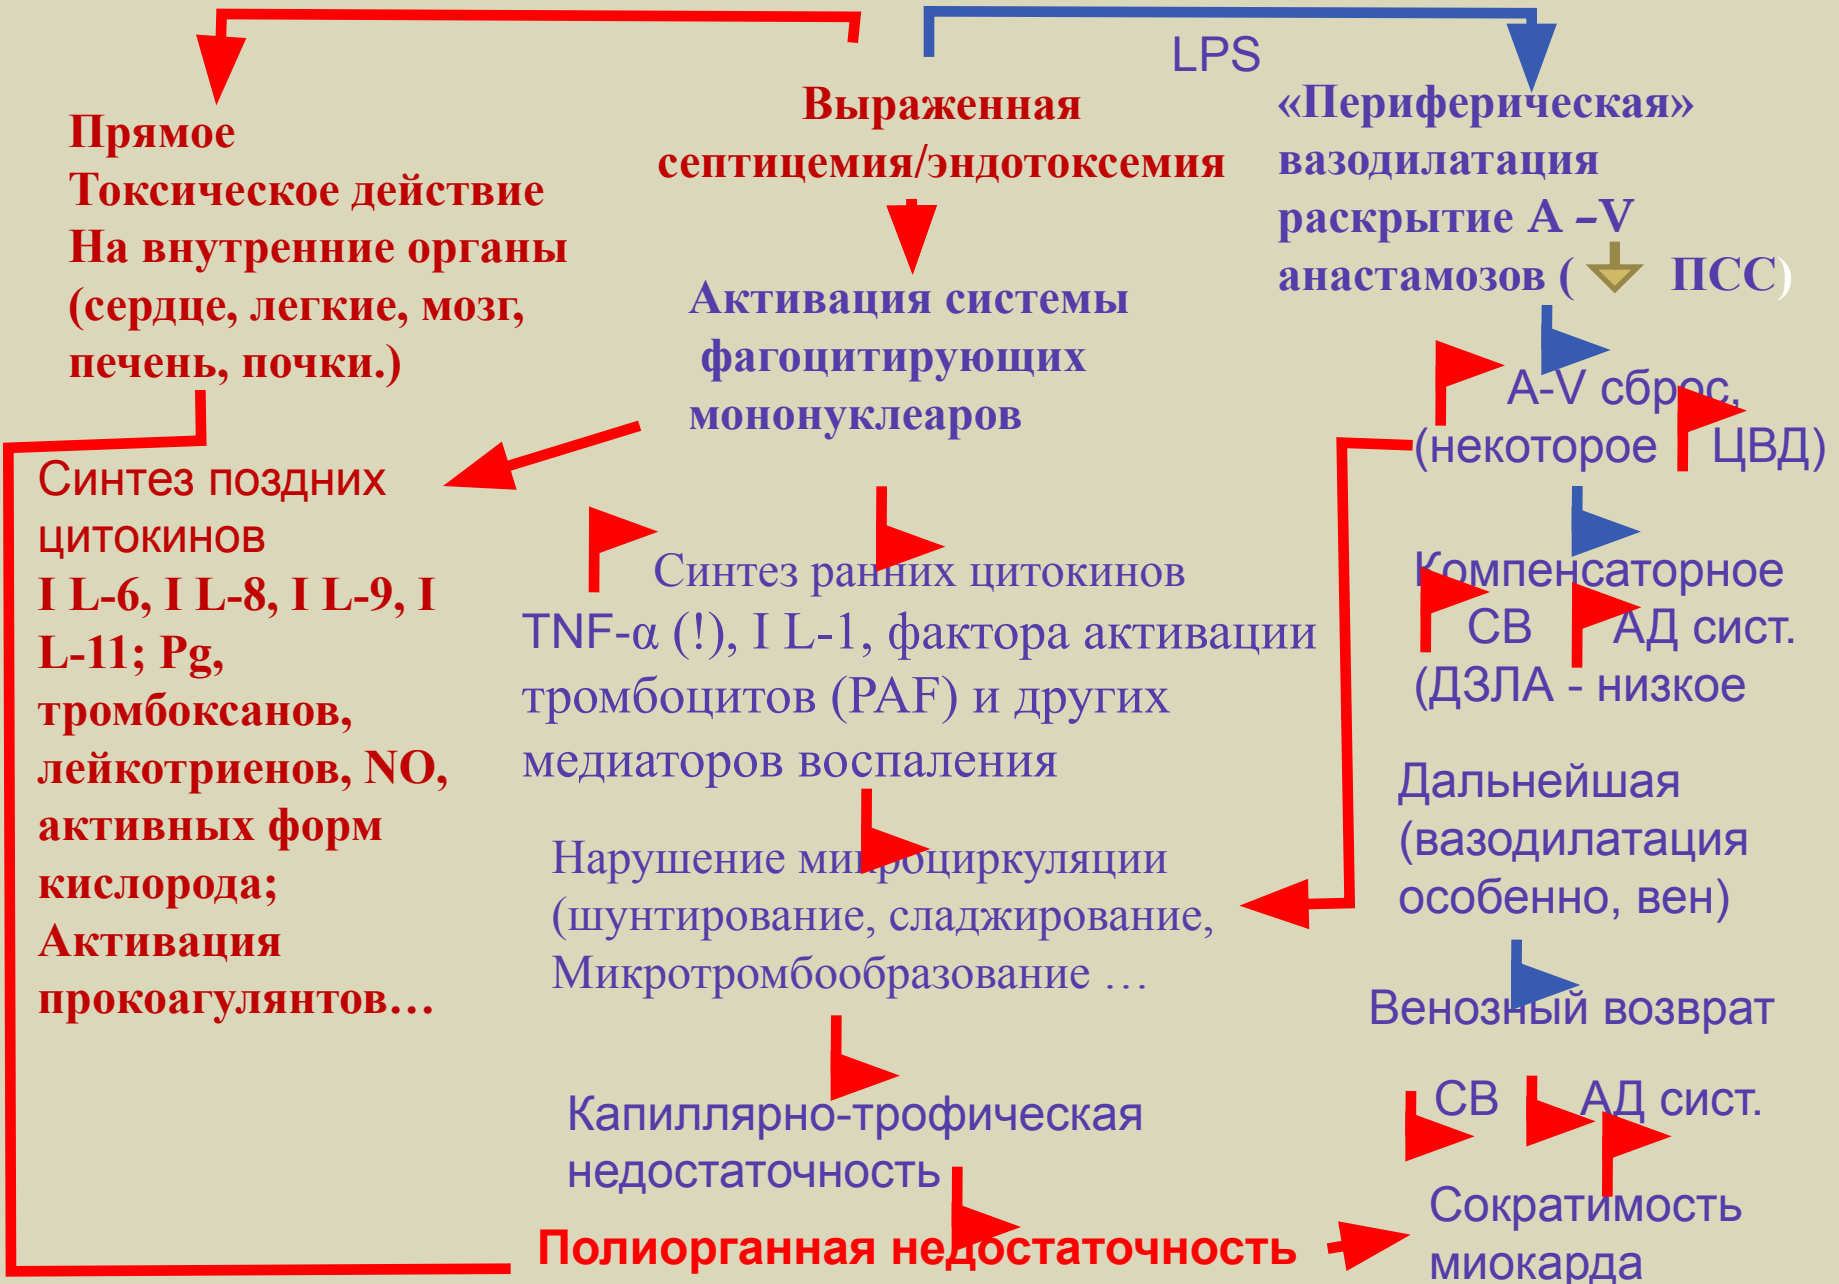 LPS
Прямое
Токсическое действие
На внутренние органы
(сердце, легкие, мозг,
печень, почки.)
Выраженная
септицемия/эндотоксемия
«Периферическая»
вазодилатация
раскрытие A –V
анастамозов ( ПСС)
Активация системы
фагоцитирующих
мононуклеаров
A-V сброс,
(некоторое ЦВД)
Синтез поздних
цитокинов
I L-6, I L-8, I L-9, I
L-11; Pg,
тромбоксанов,
лейкотриенов, NO,
активных форм
кислорода;
Активация
прокоагулянтов…
Синтез ранних цитокинов
TNF-α (!), I L-1, фактора активации
тромбоцитов (PAF) и других
медиаторов воспаления
Компенсаторное
СВ АД сист.
(ДЗЛА - низкое
Нарушение микроциркуляции
(шунтирование, сладжирование,
Микротромбообразование …
Дальнейшая
(вазодилатация
особенно, вен)
Венозный возврат
Капиллярно-трофическая
недостаточность
СВ АД сист.
Полиорганная недостаточность
Сократимость
миокарда